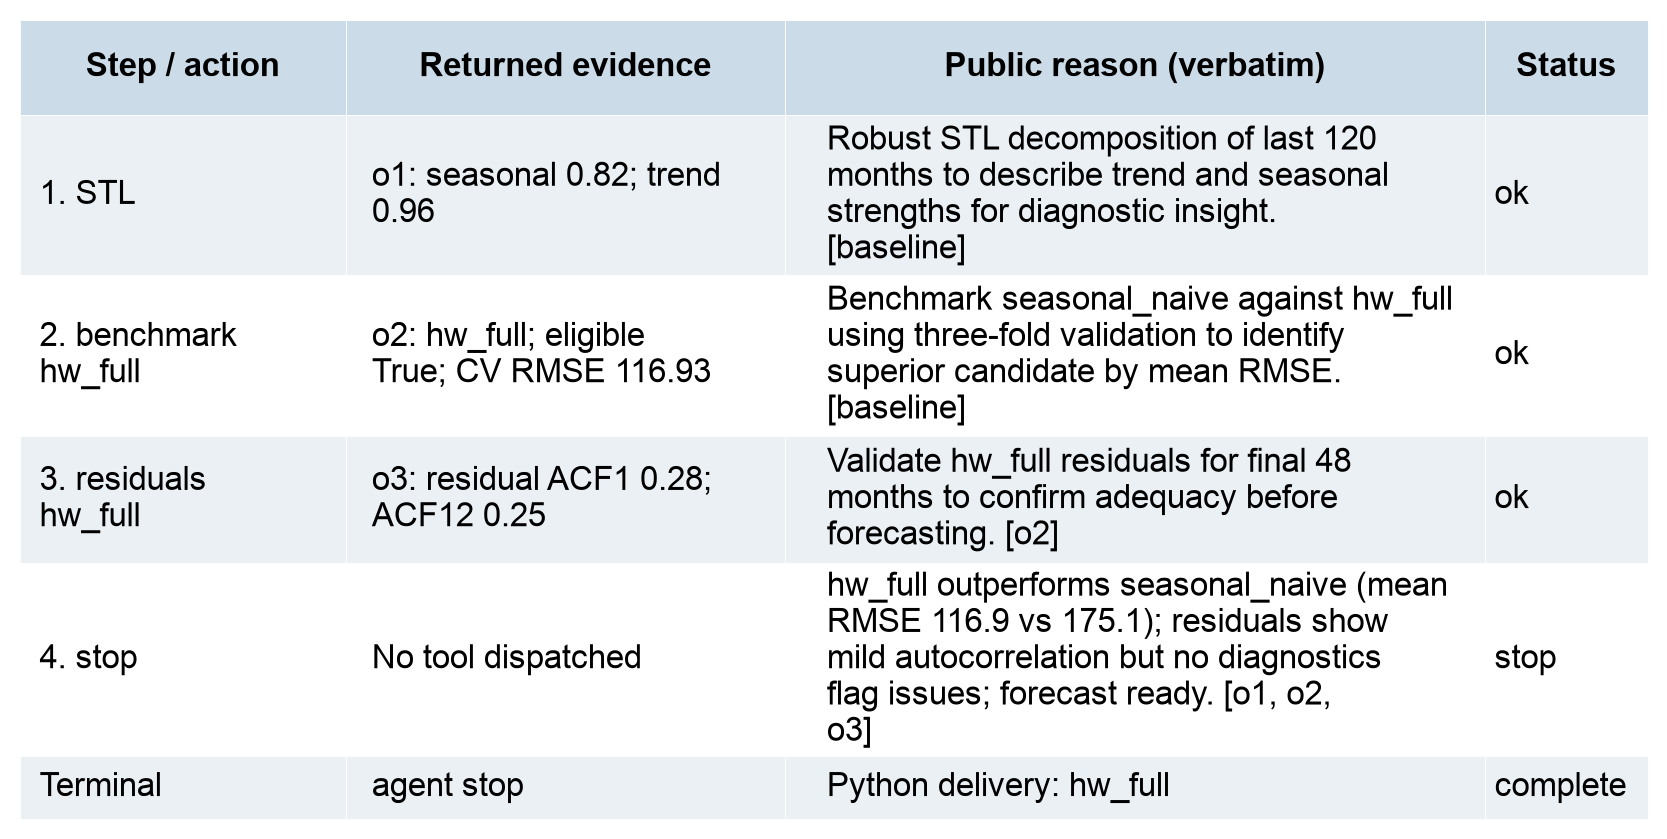 Step / action
Returned evidence
Public reason (verbatim)
Status
1. STL
o1: seasonal 0.82; trend
0.96
Robust STL decomposition of last 120
months to describe trend and seasonal
strengths for diagnostic insight.
[baseline]
ok
2. benchmark
hw_full
o2: hw_full; eligible
True; CV RMSE 116.93
Benchmark seasonal_naive against hw_full
using three-fold validation to identify
superior candidate by mean RMSE.
[baseline]
ok
3. residuals
hw_full
o3: residual ACF1 0.28;
ACF12 0.25
Validate hw_full residuals for final 48
months to confirm adequacy before
forecasting. [o2]
ok
4. stop
No tool dispatched
hw_full outperforms seasonal_naive (mean
RMSE 116.9 vs 175.1); residuals show
mild autocorrelation but no diagnostics
flag issues; forecast ready. [o1, o2,
o3]
stop
Terminal
agent stop
Python delivery: hw_full
complete